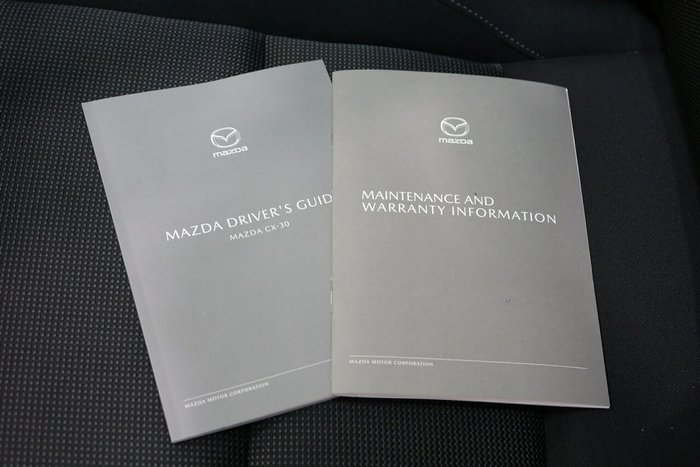 mazda
MAZDA DRIVER'S GUID
MAZDA CX-30
MAZDA MOTOR CORPORATION
mazda
MAINTENANCE AND
WARRANTY INFORMATION
MAZDA MOTOR CORPORATION